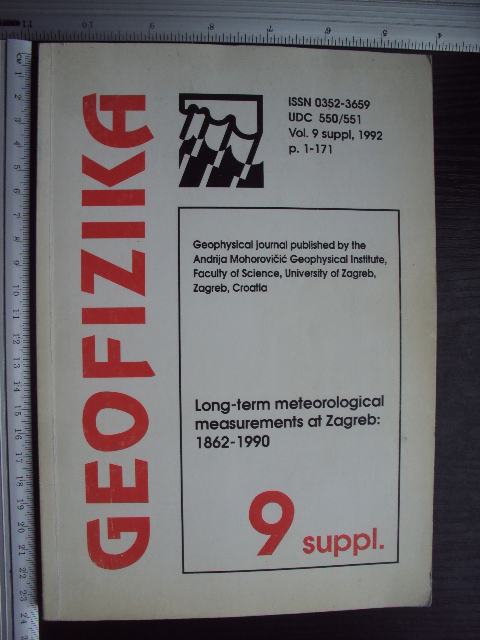 GEOFIZIKA
ISSN 0352-3659
UDC 550/551
Vol. 9 suppl, 1992
p. 1-171
Geophysical journal published by the
Andrija Mohorovičić Geophysical Institute,
Faculty of Science, University of Zagreb,
Zagreb, Croatia
Long-term meteorological
measurements at Zagreb:
1862-1990
9 suppl.